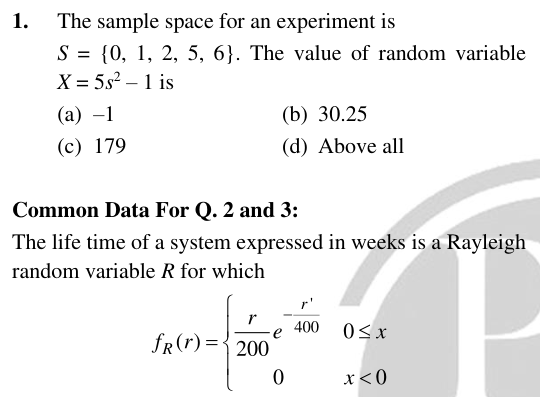 1. The sample space for an experiment is
S = {0, 1, 2, 5, 6}. The value of random variable
X = 5s² – 1 is
(a) –1 (b) 30.25
(c) 179 (d) Above all
Common Data For Q. 2 and 3:
The life time of a system expressed in weeks is a Rayleigh
random variable R for which
f_R(r) = { r/200 e^(–r'/400) 0 ≤ x
0 x < 0